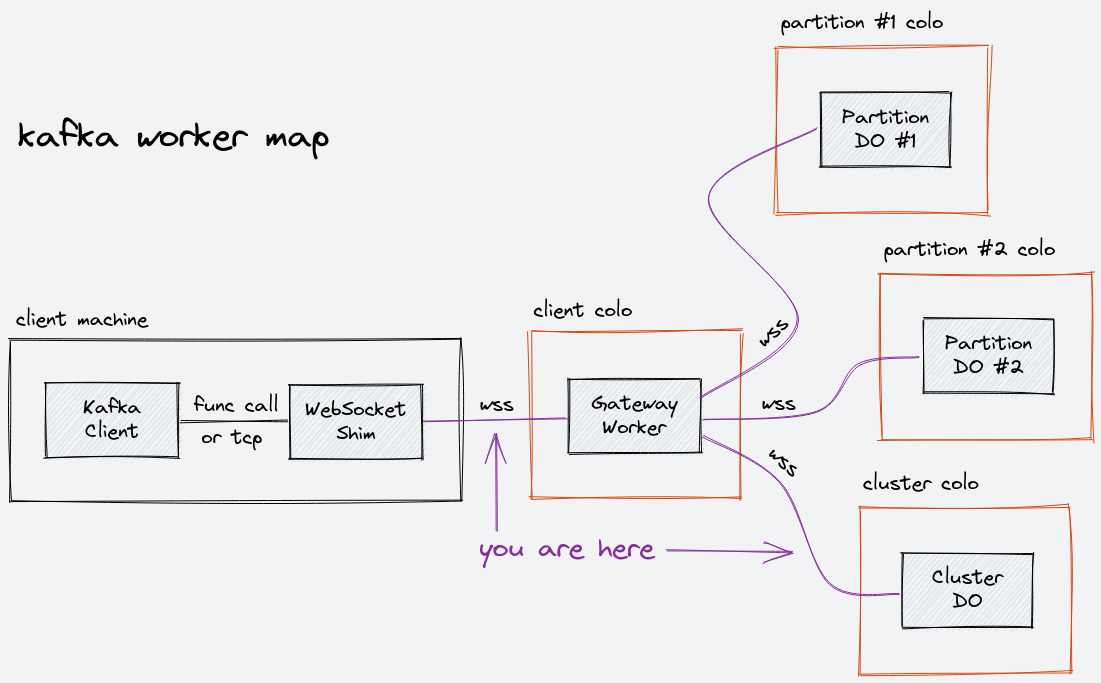 partition #1 colo
Partition
DO #1
kafka worker map
partition #2 colo
Partition
DO #2
client machine
Kafka
Client
func call
or tcp
WebSocket
Shim
wss
client colo
Gateway
Worker
wss
wss
wss
you are here
cluster colo
Cluster
DO